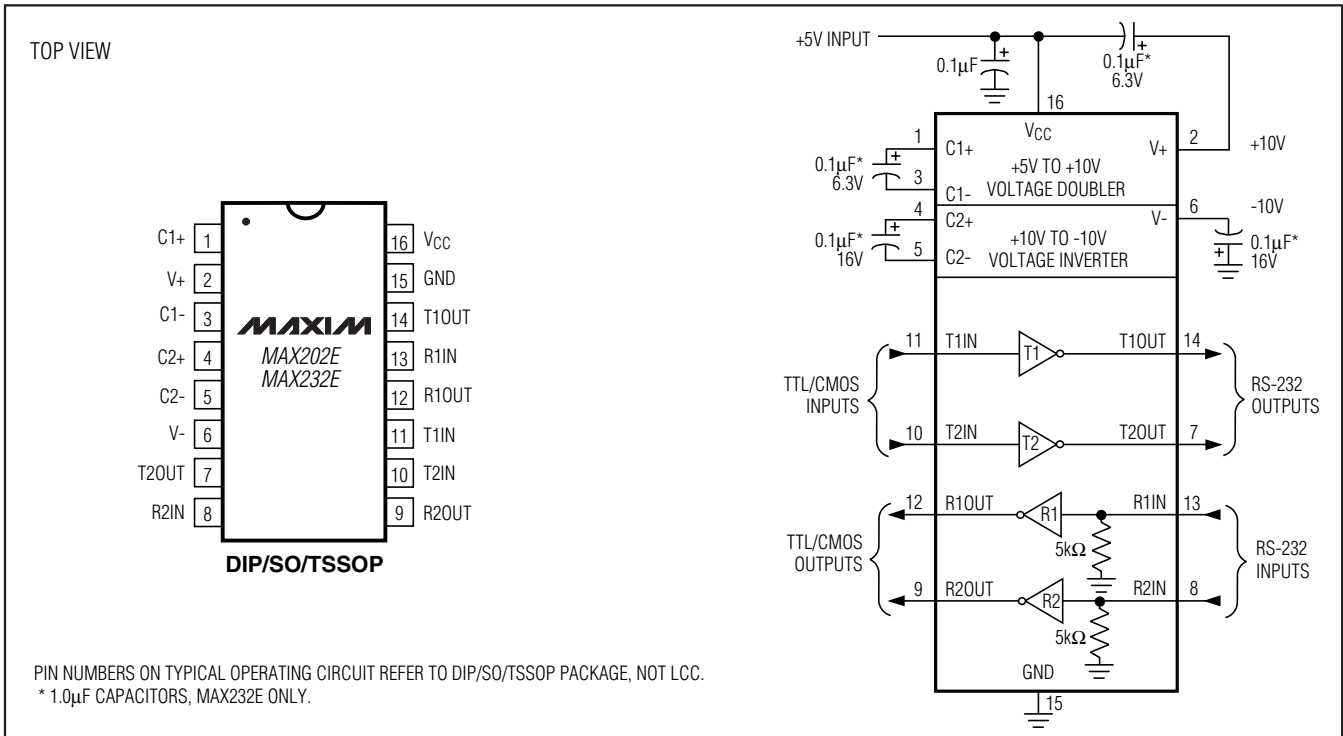 TOP VIEW
C1+ 1
V+ 2
C1- 3
C2+ 4
C2- 5
V- 6
T2OUT 7
R2IN 8
16 VCC
15 GND
14 T1OUT
13 R1IN
12 R1OUT
11 T1IN
10 T2IN
9 R2OUT
MAXIM
MAX202E
MAX232E
DIP/SO/TSSOP
+5V INPUT
0.1μF
+
0.1μF*
6.3V
+
16
VCC
1
C1+
+5V TO +10V
VOLTAGE DOUBLER
V+
2
+10V
0.1μF*
6.3V
+
3
C1-
4
C2+
+10V TO -10V
VOLTAGE INVERTER
V-
6
-10V
0.1μF*
16V
+
5
C2-
0.1μF*
16V
+
TTL/CMOS
INPUTS
11 T1IN T1 T1OUT 14
10 T2IN T2 T2OUT 7
RS-232
OUTPUTS
TTL/CMOS
OUTPUTS
12 R1OUT R1 R1IN 13
5kΩ
9 R2OUT R2 R2IN 8
5kΩ
RS-232
INPUTS
GND
15
PIN NUMBERS ON TYPICAL OPERATING CIRCUIT REFER TO DIP/SO/TSSOP PACKAGE, NOT LCC.
* 1.0μF CAPACITORS, MAX232E ONLY.